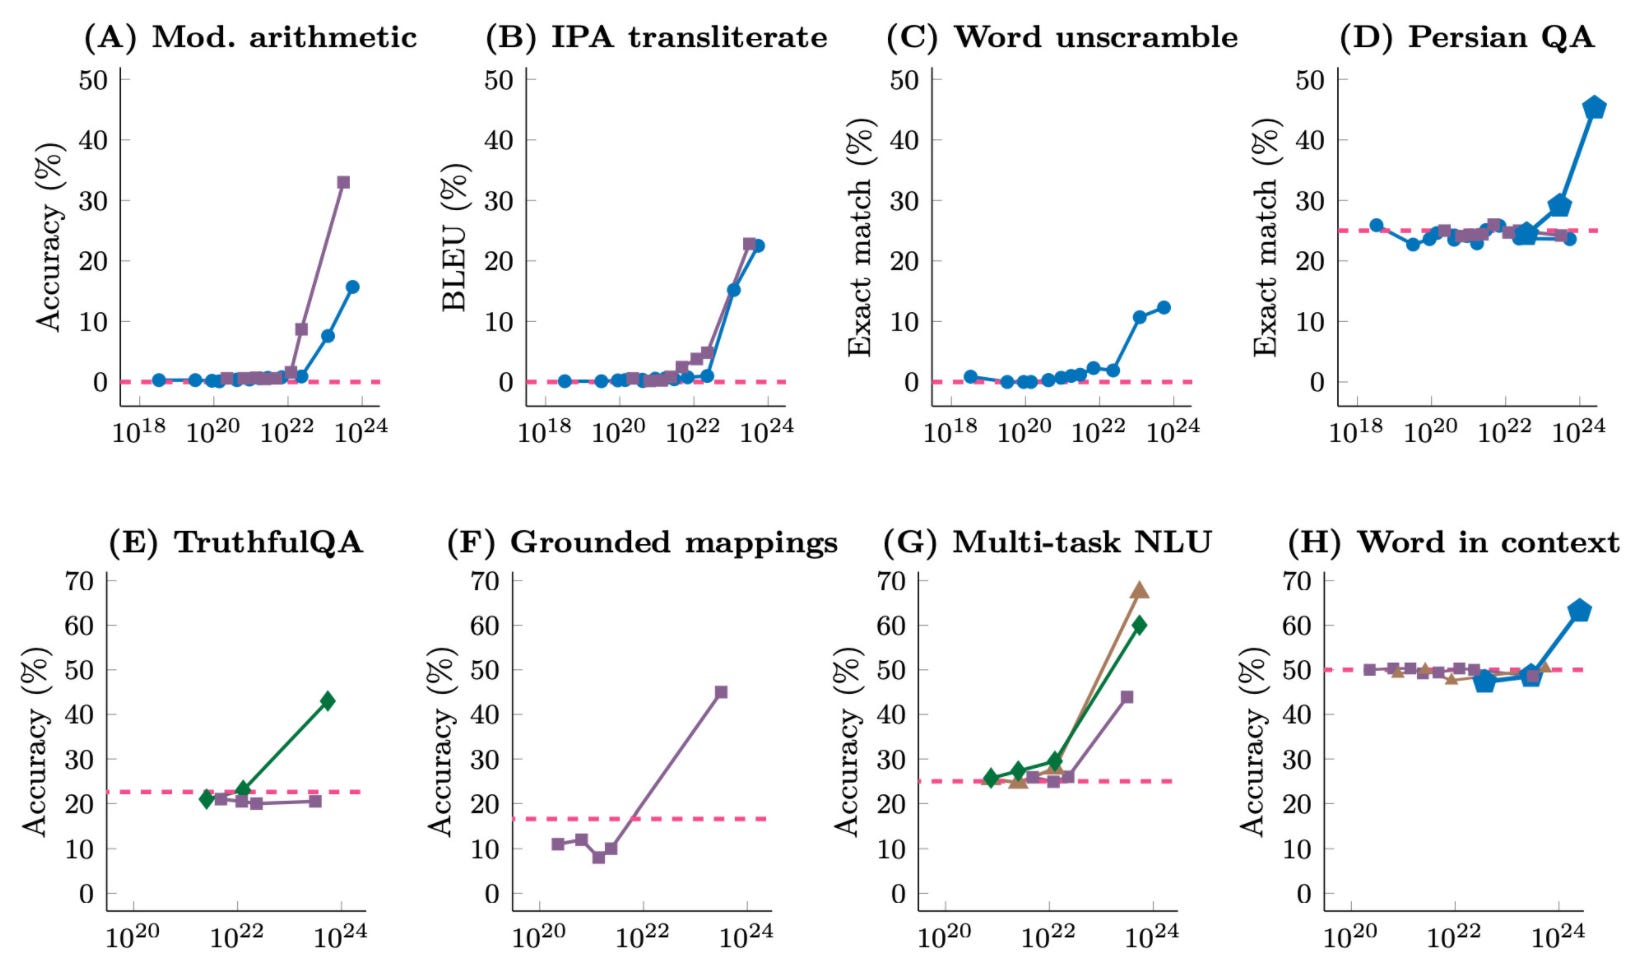 (A) Mod. arithmetic
50
40
30
20
10
0
Accuracy (%)
10^18 10^20 10^22 10^24
(B) IPA transliterate
50
40
30
20
10
0
BLEU (%)
10^18 10^20 10^22 10^24
(C) Word unscramble
50
40
30
20
10
0
Exact match (%)
10^18 10^20 10^22 10^24
(D) Persian QA
50
40
30
20
10
0
Exact match (%)
10^18 10^20 10^22 10^24
(E) TruthfulQA
70
60
50
40
30
20
10
0
Accuracy (%)
10^20 10^22 10^24
(F) Grounded mappings
70
60
50
40
30
20
10
0
Accuracy (%)
10^20 10^22 10^24
(G) Multi-task NLU
70
60
50
40
30
20
10
0
Accuracy (%)
10^20 10^22 10^24
(H) Word in context
70
60
50
40
30
20
10
0
Accuracy (%)
10^20 10^22 10^24